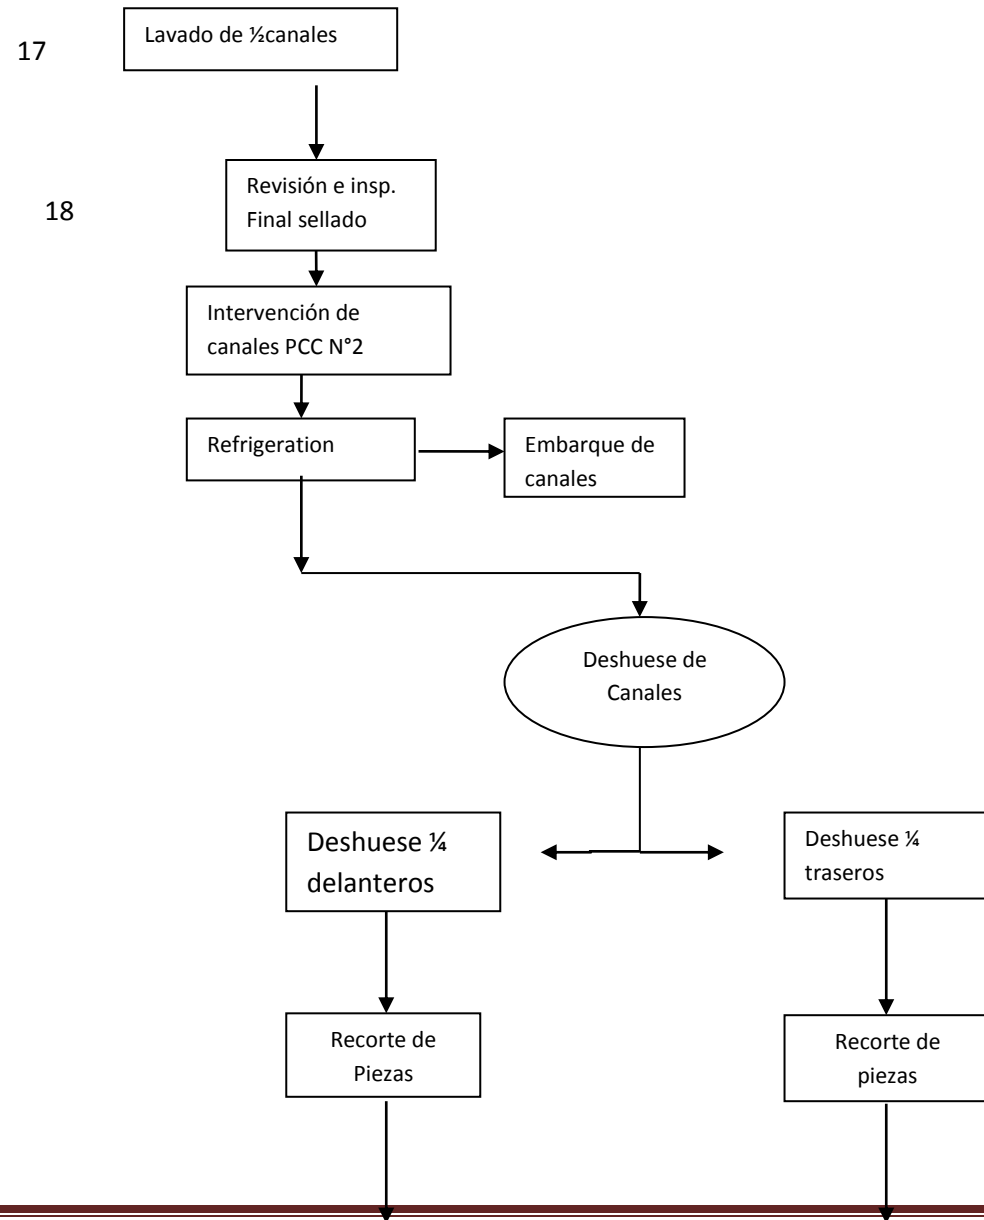 17
Lavado de ½canales
18
Revisión e insp.
Final sellado
Intervención de
canales PCC N°2
Refrigeration
Embarque de
canales
Deshuese de
Canales
Deshuese ¼
delanteros
Deshuese ¼
traseros
Recorte de
Piezas
Recorte de
piezas